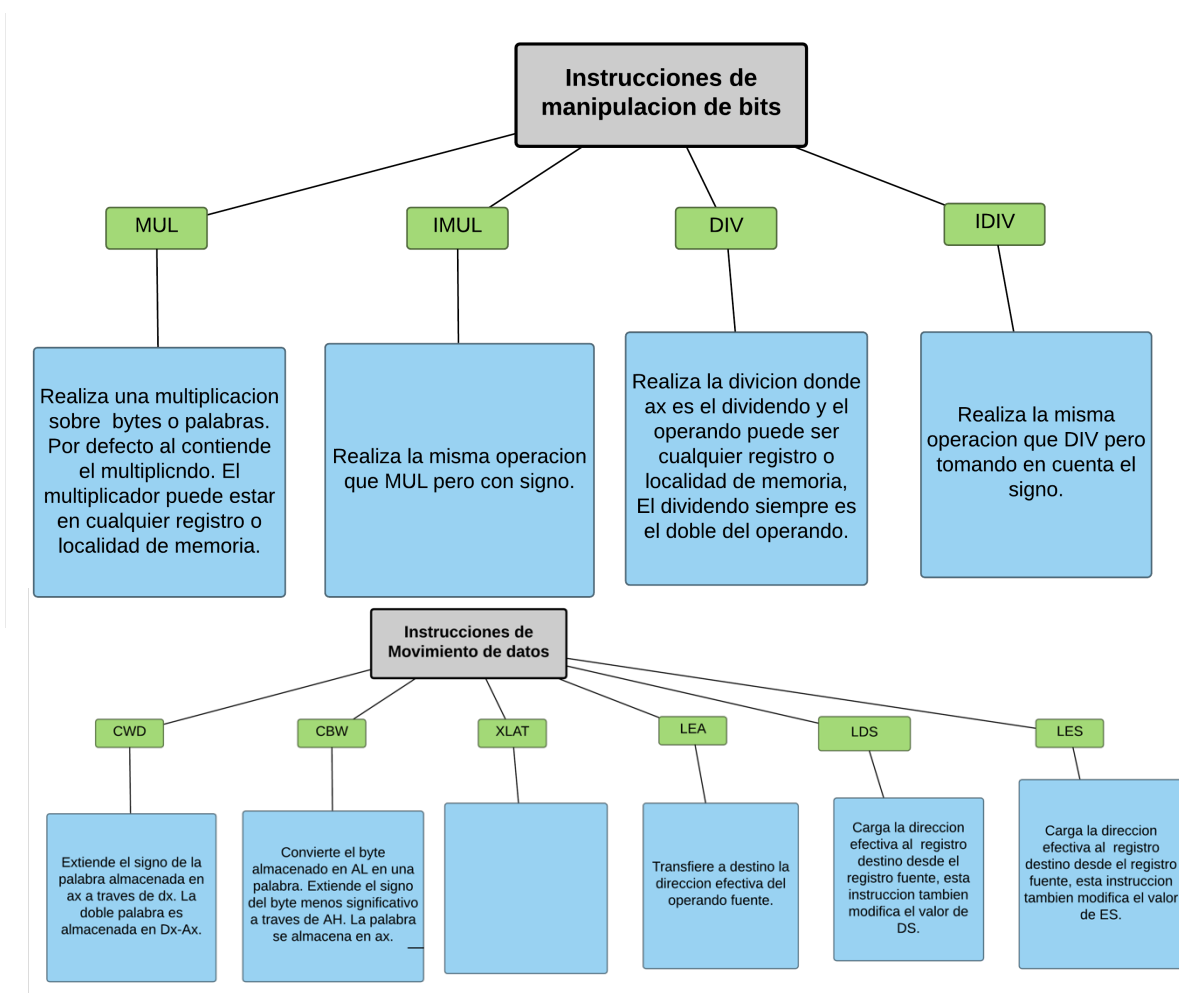 Instrucciones de
manipulacion de bits
MUL
IMUL
DIV
IDIV
Realiza una multiplicacion
sobre bytes o palabras.
Por defecto al contiende
el multiplicndo. El
multiplicador puede estar
en cualquier registro o
localidad de memoria.
Realiza la misma operacion
que MUL pero con signo.
Realiza la divicion donde
ax es el dividendo y el
operando puede ser
cualquier registro o
localidad de memoria,
El dividendo siempre es
el doble del operando.
Realiza la misma
operacion que DIV pero
tomando en cuenta el
signo.
Instrucciones de
Movimiento de datos
CWD
CBW
XLAT
LEA
LDS
LES
Extiende el signo de la
palabra almacenada en
ax a traves de dx. La
doble palabra es
almacenada en Dx-Ax.
Convierte el byte
almacenado en AL en una
palabra. Extiende el signo
del byte menos significativo
a traves de AH. La palabra
se almacena en ax.
Transfiere a destino la
direccion efectiva del
operando fuente.
Carga la direccion
efectiva al registro
destino desde el
registro fuente, esta
instruccion tambien
modifica el valor de
DS.
Carga la direccion
efectiva al registro
destino desde el registro
fuente, esta instruccion
tambien modifica el valor
de ES.